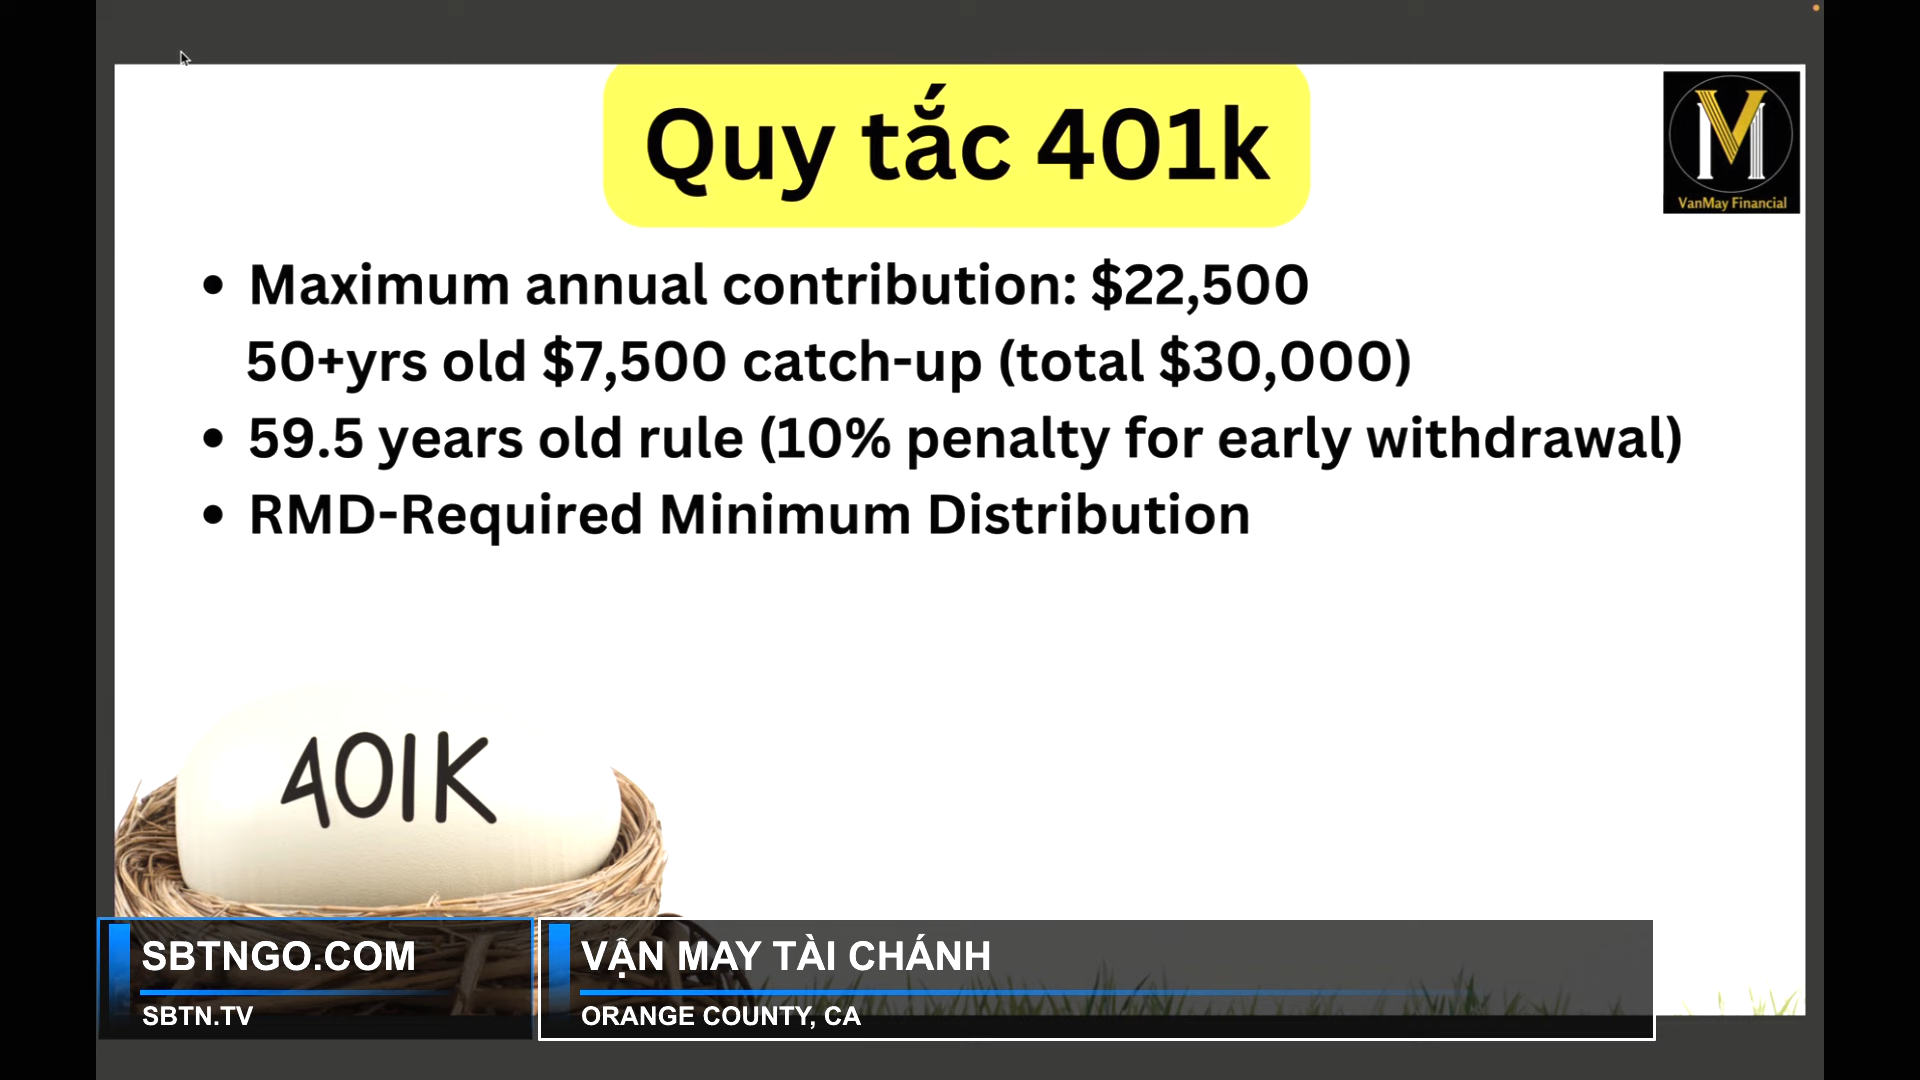 Quy tắc 401k
VM
VanMay Financial
• Maximum annual contribution: $22,500
50+yrs old $7,500 catch-up (total $30,000)
• 59.5 years old rule (10% penalty for early withdrawal)
• RMD-Required Minimum Distribution
401K
SBTNGO.COM
SBTN.TV
VẬN MAY TÀI CHÁNH
ORANGE COUNTY, CA